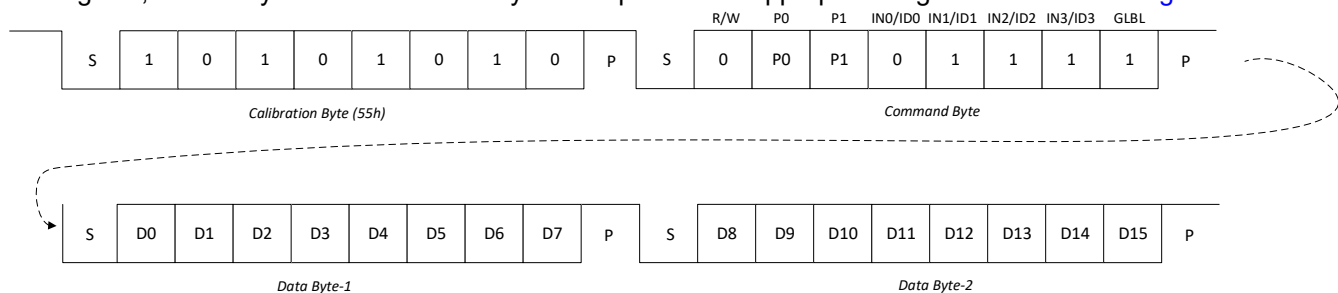 R/W P0 P1 IN0/ID0 IN1/ID1 IN2/ID2 IN3/ID3 GLBL
S 1 0 1 0 1 0 1 0 P S 0 P0 P1 0 1 1 1 1 P
Calibration Byte (55h) Command Byte
S D0 D1 D2 D3 D4 D5 D6 D7 P S D8 D9 D10 D11 D12 D13 D14 D15 P
Data Byte-1 Data Byte-2